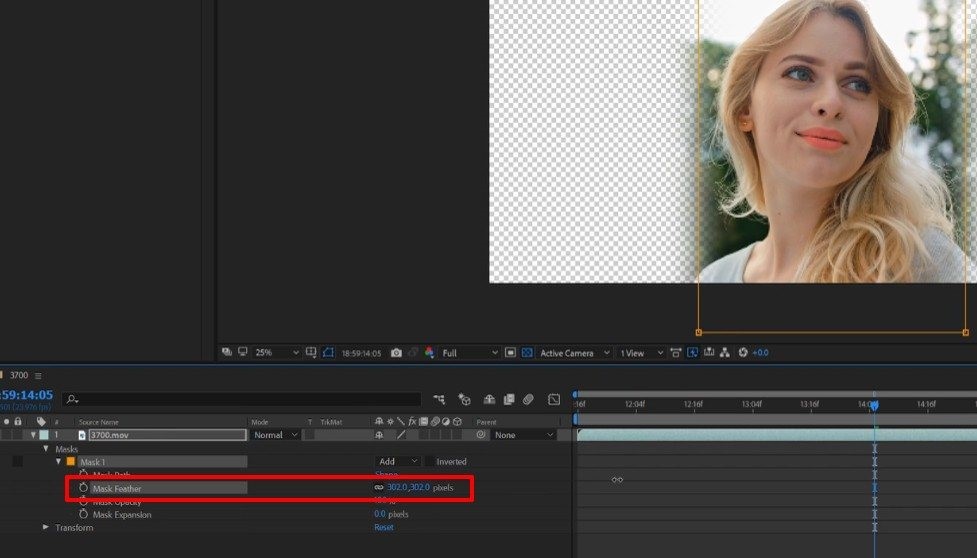 25% 18:59:14:05 Full Active Camera 1 View +0.0
3700
:59:14:05
(23.976 fps)
:16f 12:04f 12:16f 13:04f 13:16f 14:0 14:16f
# Source Name Mode T TrkMat fx Parent
1 3700.mov Normal None
Masks
Mask 1 Add Inverted
Mask Path Shape...
Mask Feather 302.0,302.0 pixels
Mask Opacity
Mask Expansion 0.0 pixels
Transform Reset